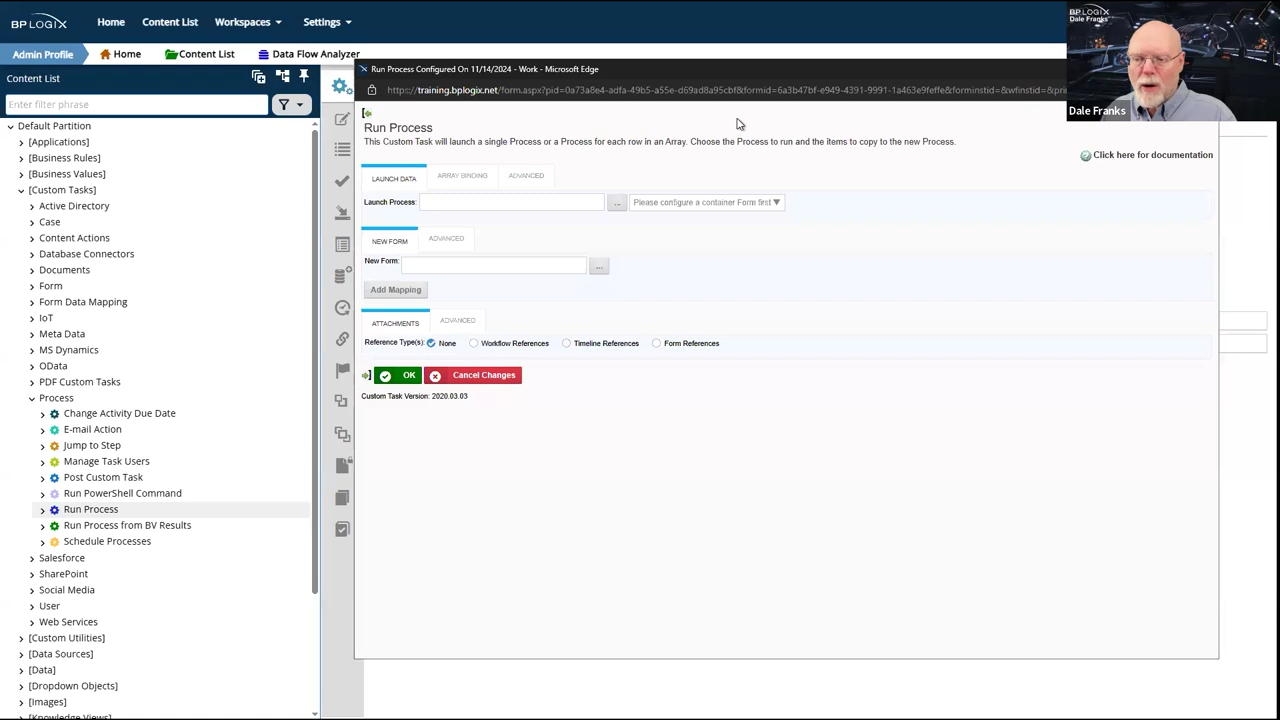 BP LOGIX
Home
Content List
Workspaces
Settings
BP LOGIX
Dale Franks
Dale Franks
Admin Profile
Home
Content List
Data Flow Analyzer
Content List
Enter filter phrase
Default Partition
[Applications]
[Business Rules]
[Business Values]
[Custom Tasks]
Active Directory
Case
Content Actions
Database Connectors
Documents
Form
Form Data Mapping
IoT
Meta Data
MS Dynamics
OData
PDF Custom Tasks
Process
Change Activity Due Date
E-mail Action
Jump to Step
Manage Task Users
Post Custom Task
Run PowerShell Command
Run Process
Run Process from BV Results
Schedule Processes
Salesforce
SharePoint
Social Media
User
Web Services
[Custom Utilities]
[Data Sources]
[Data]
[Dropdown Objects]
[Images]
[Knowledge Views]
Run Process Configured On 11/14/2024 - Work - Microsoft Edge
https://training.bplogix.net/form.aspx?pid=0a73a8e4-adfa-49b5-a55e-d69ad8a95cbf&formid=6a3b47bf-e949-4391-9991-1a463e9feffe&forminstid=&wfinstid=&pri
Run Process
This Custom Task will launch a single Process or a Process for each row in an Array. Choose the Process to run and the items to copy to the new Process.
Click here for documentation
LAUNCH DATA
ARRAY BINDING
ADVANCED
Launch Process:
...
Please configure a container Form first
NEW FORM
ADVANCED
New Form:
...
Add Mapping
ATTACHMENTS
ADVANCED
Reference Type(s):
None
Workflow References
Timeline References
Form References
OK
Cancel Changes
Custom Task Version: 2020.03.03